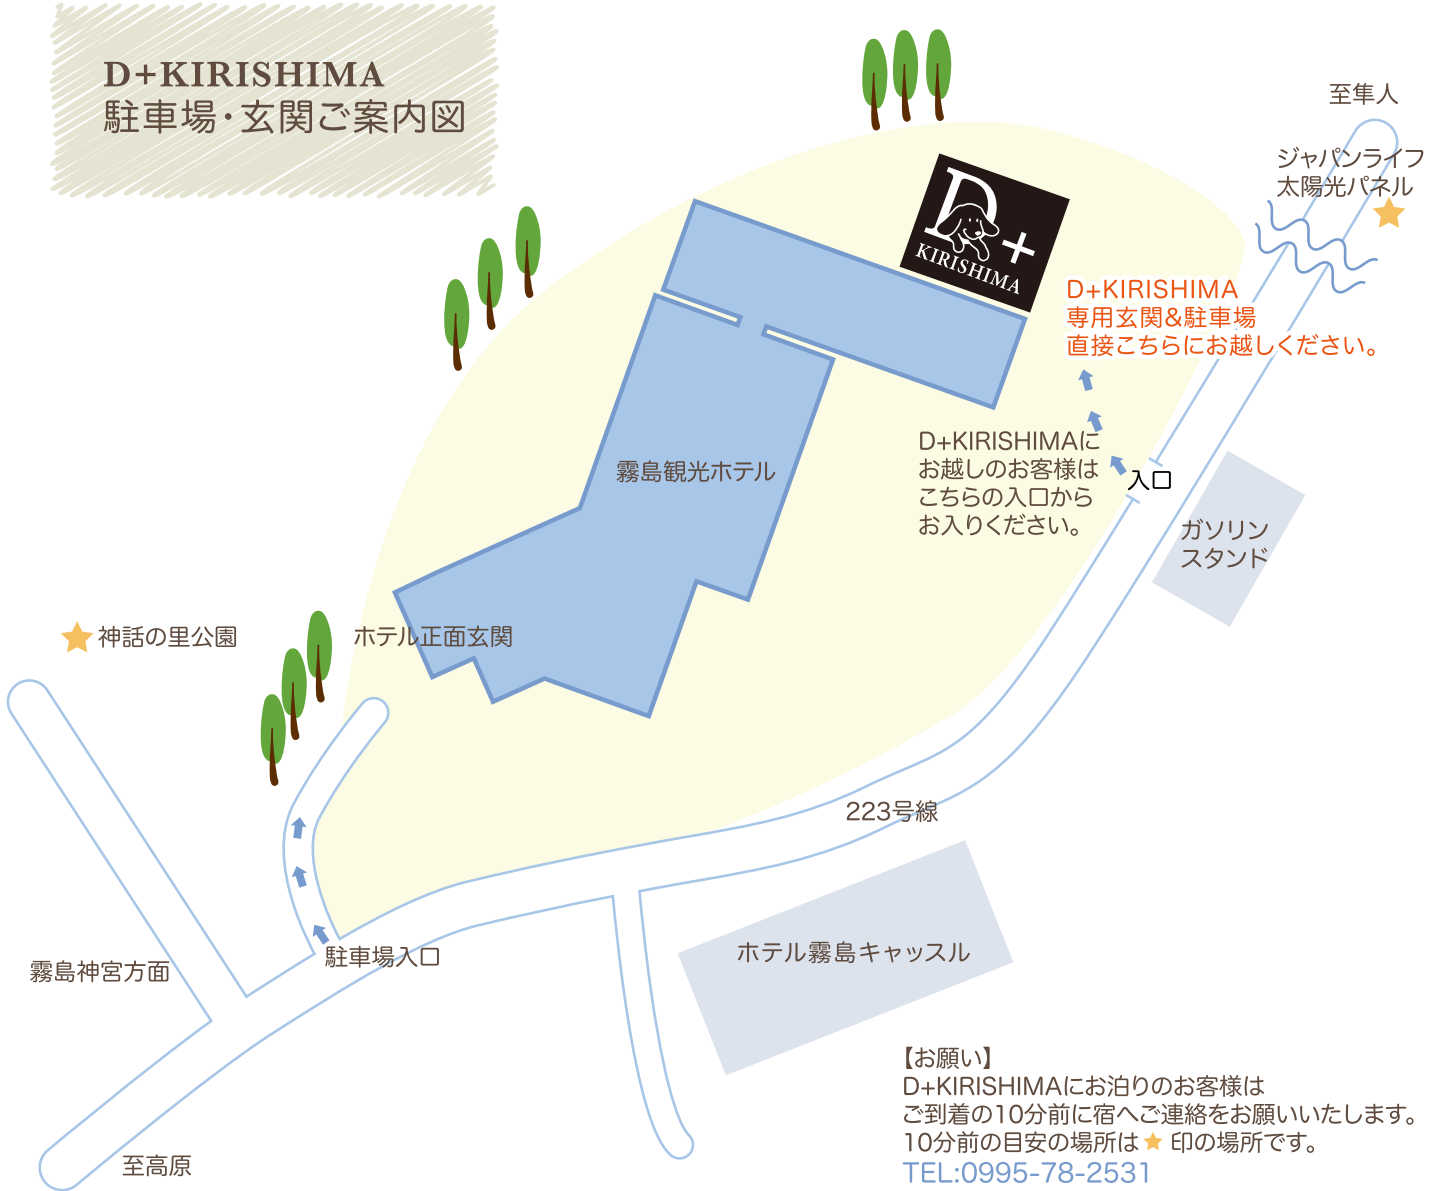 D+KIRISHIMA
駐車場・玄関ご案内図
至隼人
ジャパンライフ
太陽光パネル
D+
KIRISHIMA
D+KIRISHIMA
専用玄関&駐車場
直接こちらにお越しください。
D+KIRISHIMAに
お越しのお客様は
こちらの入口から
お入りください。
入口
霧島観光ホテル
ガソリン
スタンド
神話の里公園
ホテル正面玄関
223号線
駐車場入口
ホテル霧島キャッスル
霧島神宮方面
至高原
【お願い】
D+KIRISHIMAにお泊りのお客様は
ご到着の10分前に宿へご連絡をお願いいたします。
10分前の目安の場所は★印の場所です。
TEL:0995-78-2531